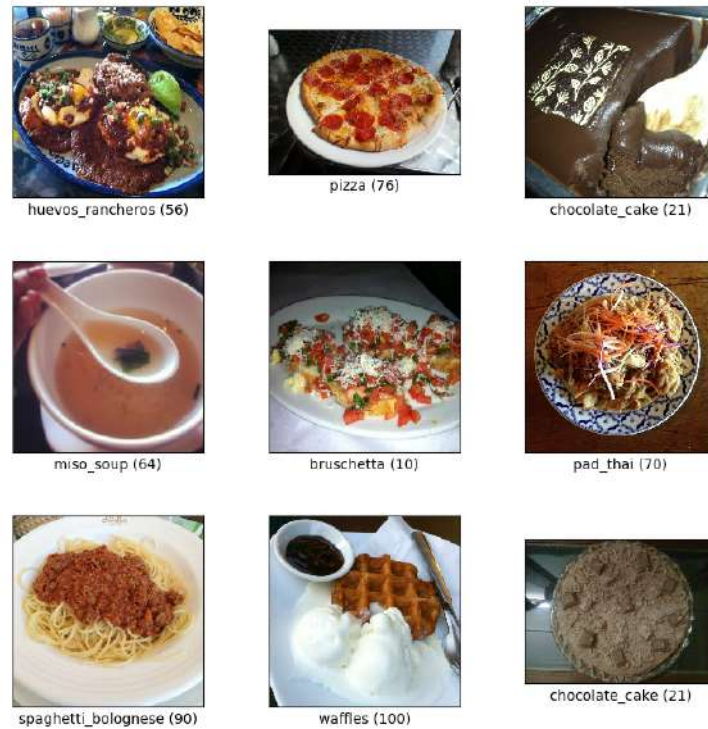 huevos_rancheros (56)
pizza (76)
chocolate_cake (21)
miso_soup (64)
bruschetta (10)
pad_thai (70)
spaghetti_bolognese (90)
waffles (100)
chocolate_cake (21)